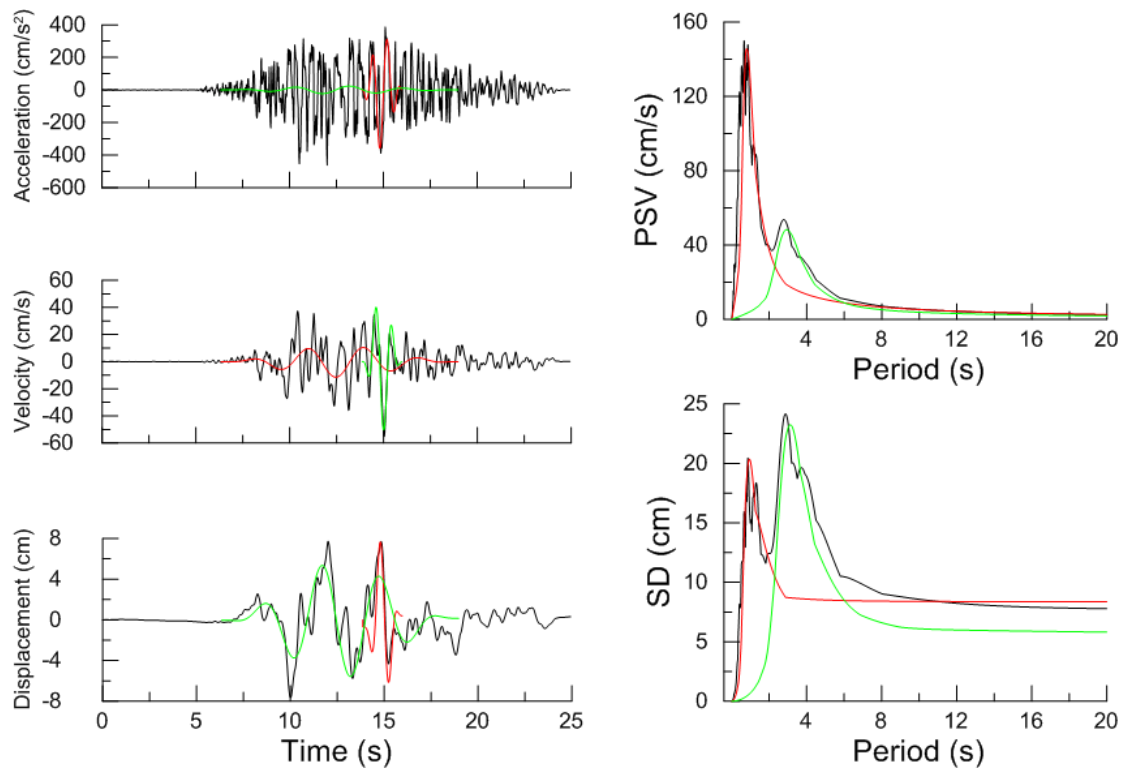 Acceleration (cm/s²)
400
200
0
-200
-400
-600
Velocity (cm/s)
60
40
20
0
-20
-40
-60
Displacement (cm)
8
4
0
-4
-8
0 5 10 15 20 25
Time (s)
PSV (cm/s)
160
120
80
40
0
0 4 8 12 16 20
Period (s)
SD (cm)
25
20
15
10
5
0
0 4 8 12 16 20
Period (s)